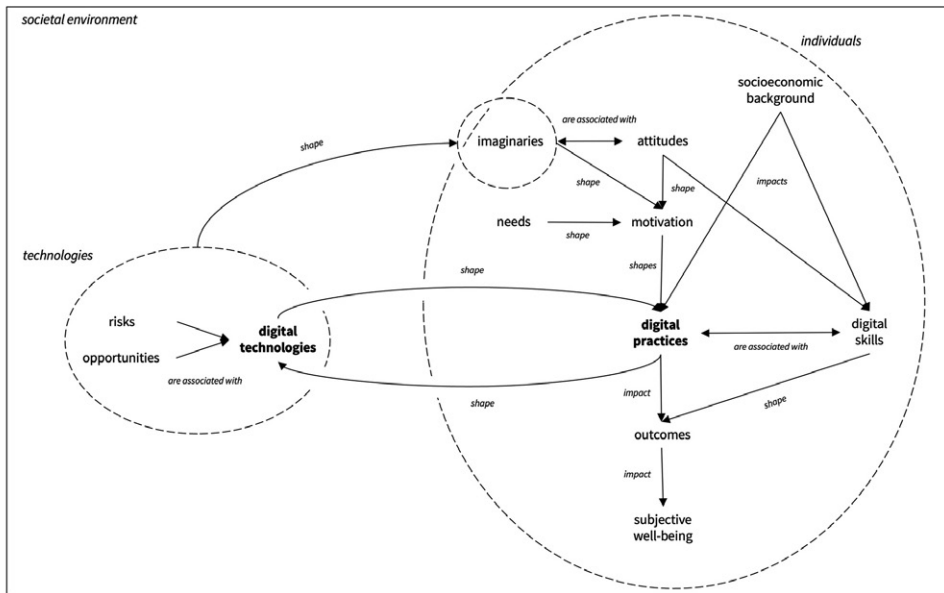 societal environment
individuals
socioeconomic
background
are associated with
imaginaries
attitudes
shape
shape
shape
impacts
needs
motivation
shape
technologies
shape
shapes
risks
digital
technologies
digital
practices
digital
skills
opportunities
are associated with
are associated with
shape
impact
shape
outcomes
impact
subjective
well-being